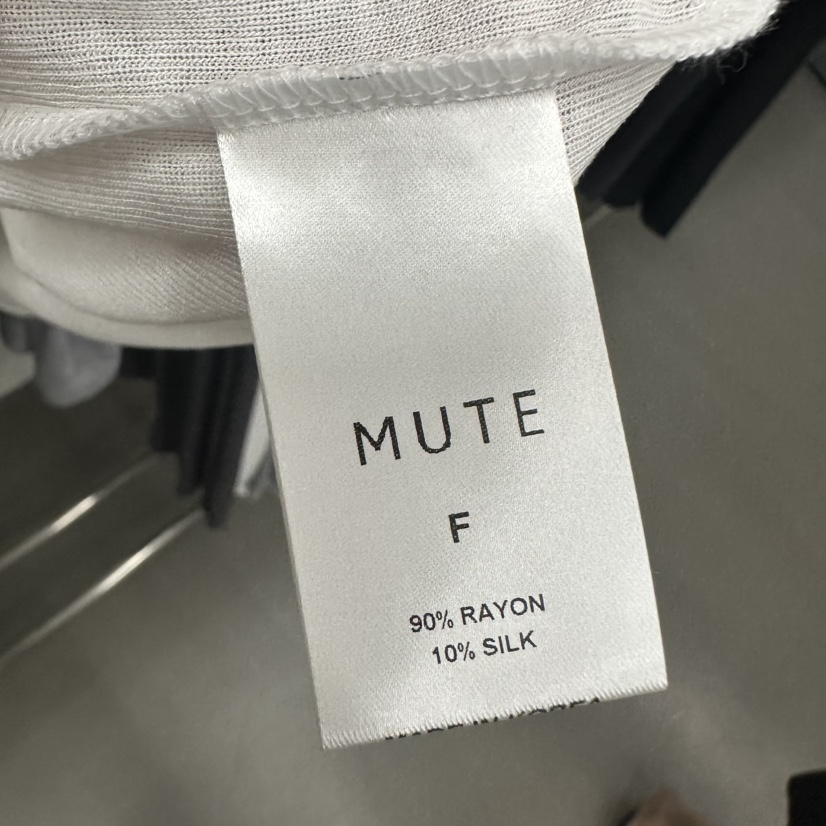 MUTE
F
90% RAYON
10% SILK